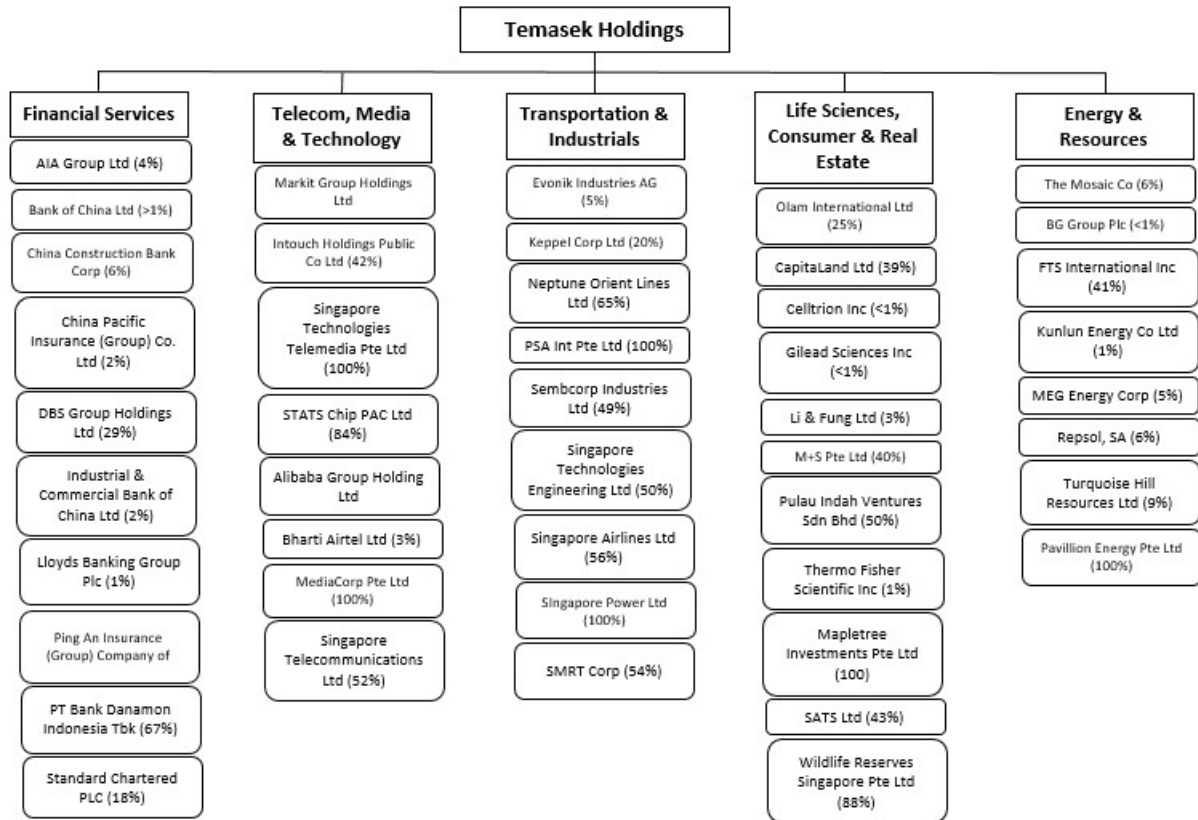 Temasek Holdings
Financial Services
AIA Group Ltd (4%)
Bank of China Ltd (>1%)
China Construction Bank
Corp (6%)
China Pacific
Insurance (Group) Co.
Ltd (2%)
DBS Group Holdings
Ltd (29%)
Industrial &
Commercial Bank of
China Ltd (2%)
Lloyds Banking Group
Plc (1%)
Ping An Insurance
(Group) Company of
PT Bank Danamon
Indonesia Tbk (67%)
Standard Chartered
PLC (18%)
Telecom, Media
& Technology
Markit Group Holdings
Ltd
Intouch Holdings Public
Co Ltd (42%)
Singapore
Technologies
Telemedia Pte Ltd
(100%)
STATS Chip PAC Ltd
(84%)
Alibaba Group Holding
Ltd
Bharti Airtel Ltd (3%)
MediaCorp Pte Ltd
(100%)
Singapore
Telecommunications
Ltd (52%)
Transportation &
Industrials
Evonik Industries AG
(5%)
Keppel Corp Ltd (20%)
Neptune Orient Lines
Ltd (65%)
PSA Int Pte Ltd (100%)
Sembcorp Industries
Ltd (49%)
Singapore
Technologies
Engineering Ltd (50%)
Singapore Airlines Ltd
(56%)
Singapore Power Ltd
(100%)
SMRT Corp (54%)
Life Sciences,
Consumer & Real
Estate
Olam International Ltd
(25%)
CapitaLand Ltd (39%)
Celltrion Inc (<1%)
Gilead Sciences Inc
(<1%)
Li & Fung Ltd (3%)
M+S Pte Ltd (40%)
Pulau Indah Ventures
Sdn Bhd (50%)
Thermo Fisher
Scientific Inc (1%)
Mapletree
Investments Pte Ltd
(100)
SATS Ltd (43%)
Wildlife Reserves
Singapore Pte Ltd
(88%)
Energy &
Resources
The Mosaic Co (6%)
BG Group Plc (<1%)
FTS International Inc
(41%)
Kunlun Energy Co Ltd
(1%)
MEG Energy Corp (5%)
Repsol, SA (6%)
Turquoise Hill
Resources Ltd (9%)
Pavillion Energy Pte Ltd
(100%)